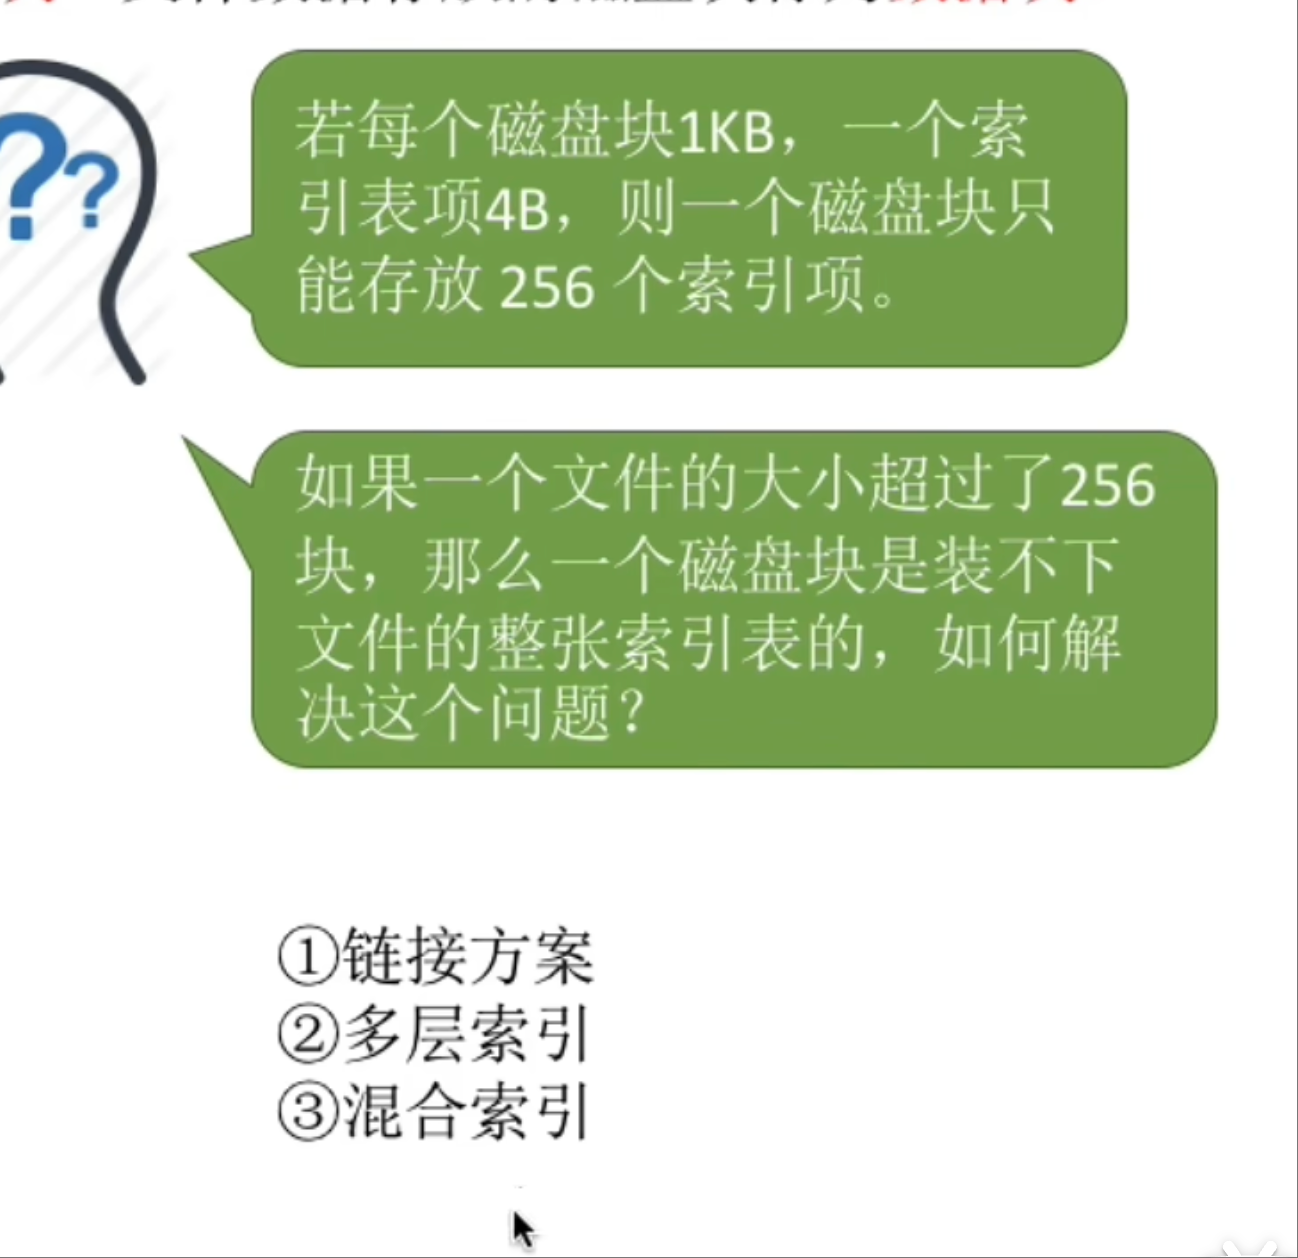 ??
若每个磁盘块1KB，一个索
引表项4B，则一个磁盘块只
能存放 256 个索引项。
如果一个文件的大小超过了256
块，那么一个磁盘块是装不下
文件的整张索引表的，如何解
决这个问题？
①链接方案
②多层索引
③混合索引